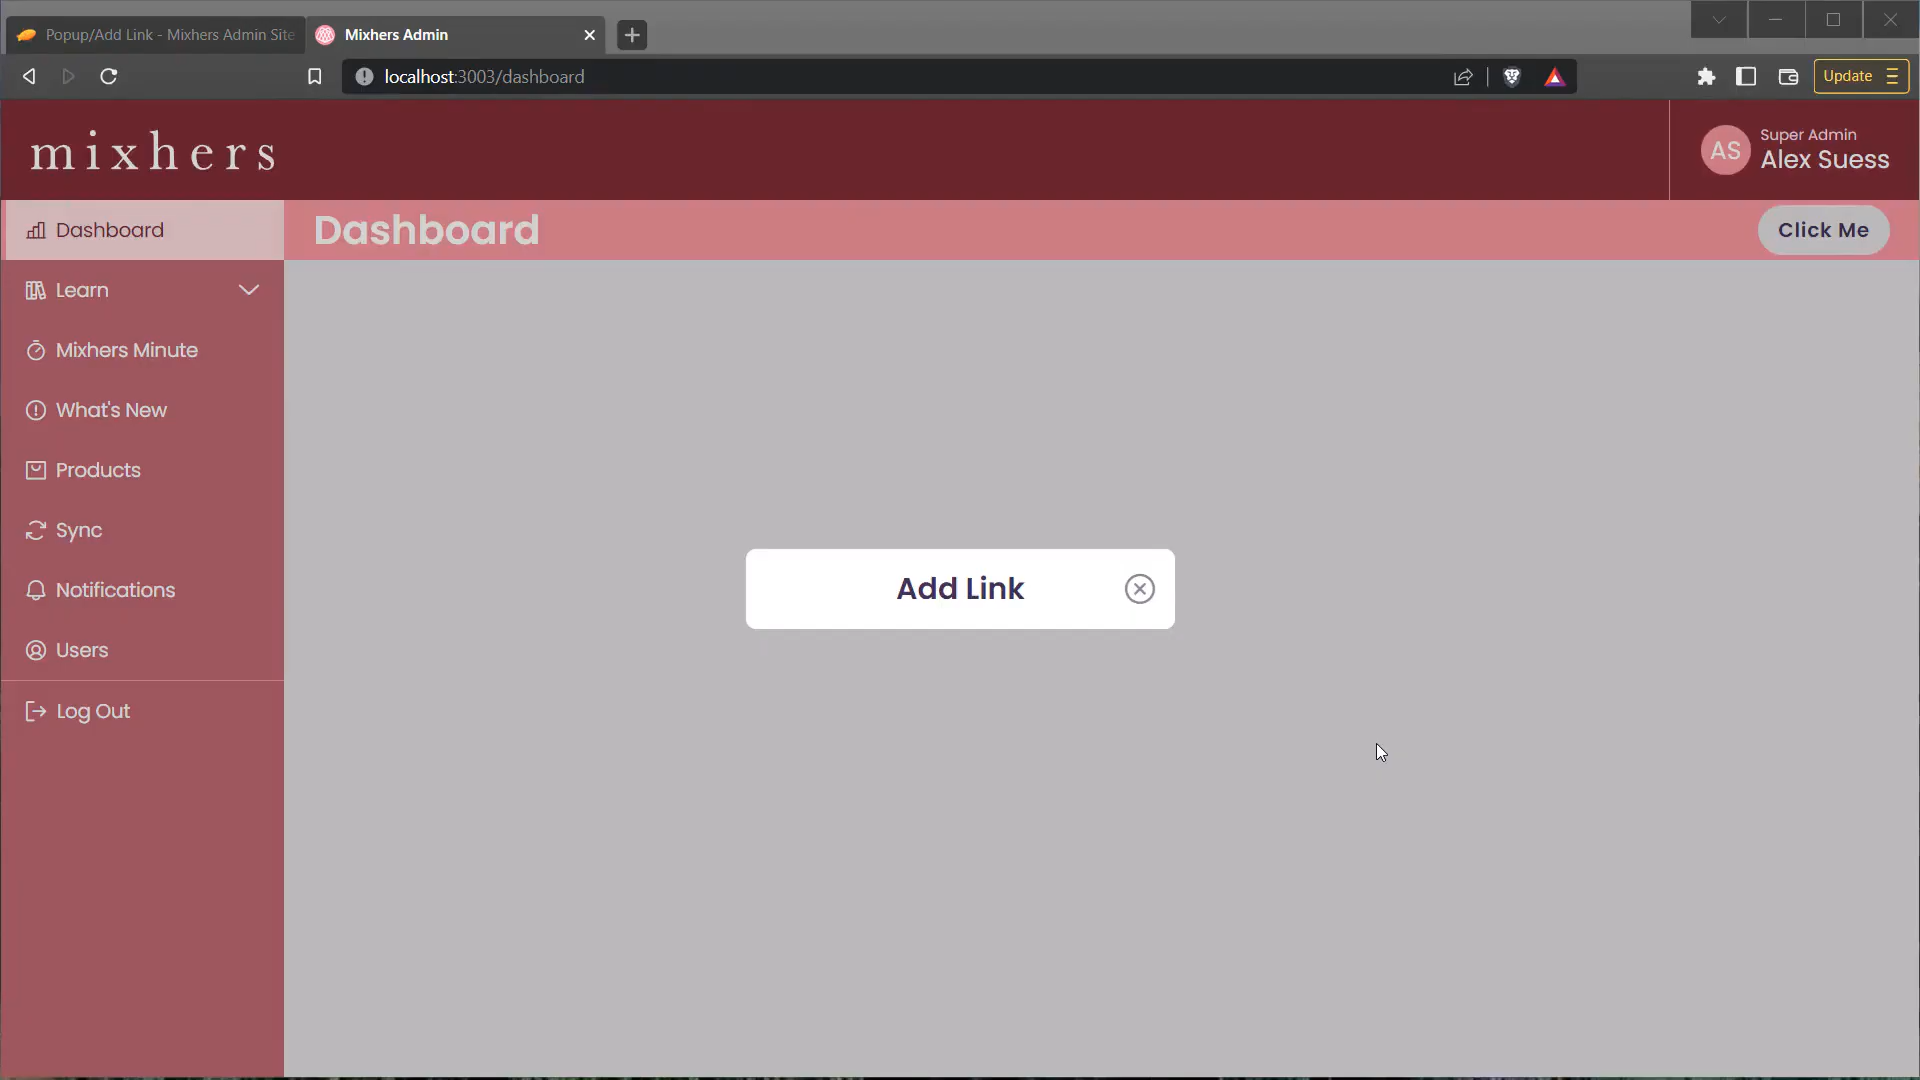 Popup/Add Link - Mixhers Admin Site
Mixhers Admin
localhost:3003/dashboard
Update
mixhers
AS
Super Admin
Alex Suess
Dashboard
Dashboard
Click Me
Learn
Mixhers Minute
What's New
Products
Sync
Notifications
Users
Log Out
Add Link